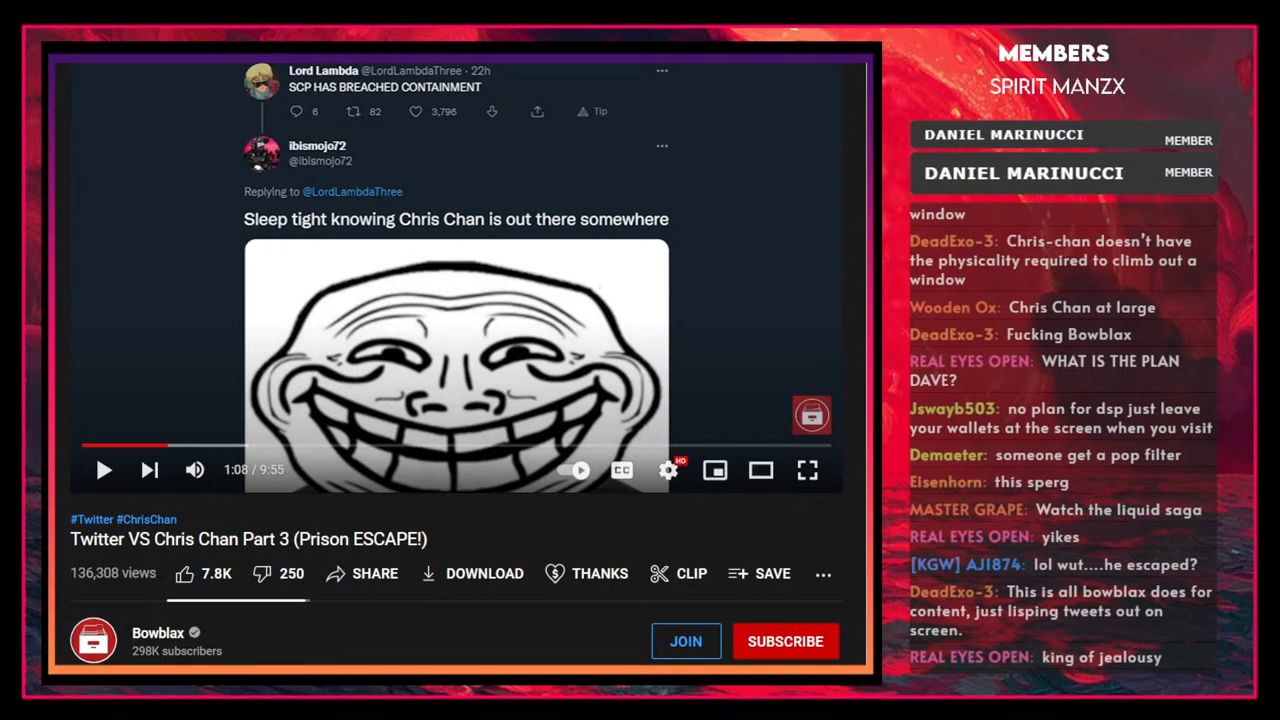 Lord Lambda @LordLambdaThree · 22h
SCP HAS BREACHED CONTAINMENT
6 82 3,796 Tip
ibismojo72
@ibismojo72
Replying to @LordLambdaThree
Sleep tight knowing Chris Chan is out there somewhere
1:08 / 9:55 CC HD
#Twitter #ChrisChan
Twitter VS Chris Chan Part 3 (Prison ESCAPE!)
136,308 views 7.8K 250 SHARE DOWNLOAD THANKS CLIP SAVE
Bowblax
298K subscribers
JOIN SUBSCRIBE
MEMBERS
SPIRIT MANZX
DANIEL MARINUCCI MEMBER
DANIEL MARINUCCI MEMBER
window
DeadExo-3: Chris-chan doesn’t have
the physicality required to climb out a
window
Wooden Ox: Chris Chan at large
DeadExo-3: Fucking Bowblax
REAL EYES OPEN: WHAT IS THE PLAN
DAVE?
Jswayb503: no plan for dsp just leave
your wallets at the screen when you visit
Demaeter: someone get a pop filter
Eisenhorn: this sperg
MASTER GRAPE: Watch the liquid saga
REAL EYES OPEN: yikes
[KGW] AJ1874: lol wut....he escaped?
DeadExo-3: This is all bowblax does for
content, just lisping tweets out on
screen.
REAL EYES OPEN: king of jealousy